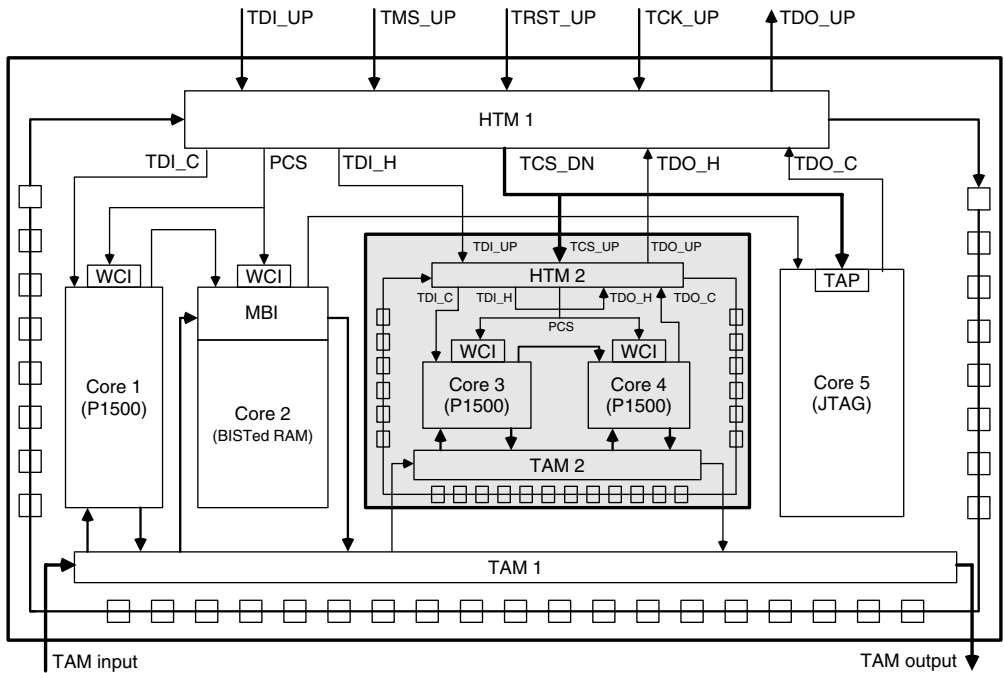 TDI_UP
TMS_UP
TRST_UP
TCK_UP
TDO_UP
HTM 1
TDI_C
PCS
TDI_H
TCS_DN
TDO_H
TDO_C
TDI_UP
TCS_UP
TDO_UP
WCI
WCI
HTM 2
TAP
TDI_C
TDI_H
TDO_H
TDO_C
MBI
PCS
WCI
WCI
Core 1
(P1500)
Core 2
(BISTed RAM)
Core 3
(P1500)
Core 4
(P1500)
Core 5
(JTAG)
TAM 2
TAM 1
TAM input
TAM output